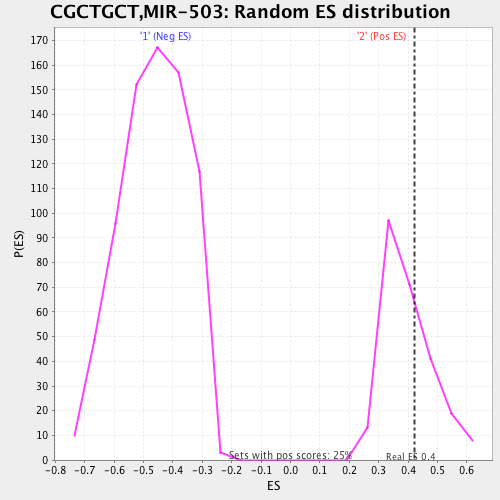 CGCTGCT,MIR-503: Random ES distribution
'1' (Neg ES)
'2' (Pos ES)
170
160
150
140
130
120
110
100
90
80
70
60
50
40
30
20
10
0
P(ES)
Sets with pos scores: 25%
Real ES 0.4
-0.8 -0.7 -0.6 -0.5 -0.4 -0.3 -0.2 -0.1 0.0 0.1 0.2 0.3 0.4 0.5 0.6
ES